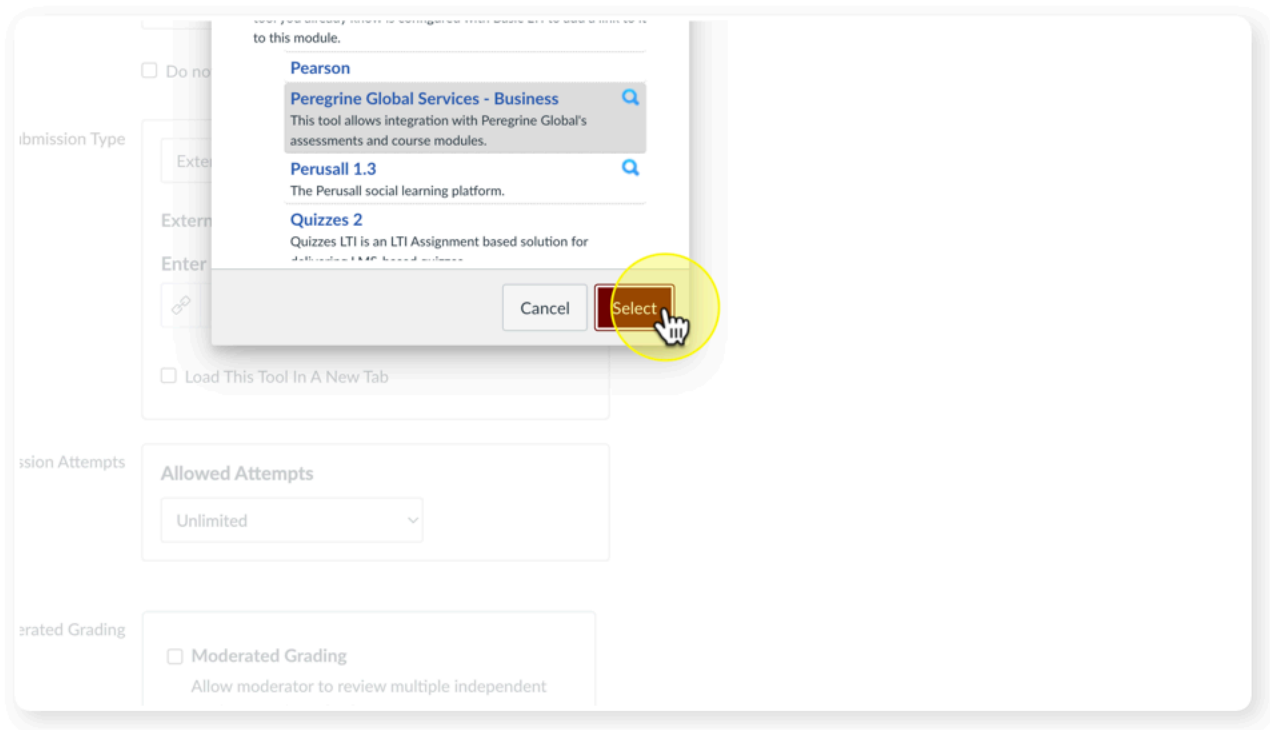 to this module.
Do no
Pearson
Peregrine Global Services - Business
This tool allows integration with Peregrine Global's
assessments and course modules.
bmission Type
Exter
Perusall 1.3
The Perusall social learning platform.
Extern
Quizzes 2
Quizzes LTI is an LTI Assignment based solution for
Enter
Cancel
Select
Load This Tool In A New Tab
ssion Attempts
Allowed Attempts
Unlimited
erated Grading
Moderated Grading
Allow moderator to review multiple independent